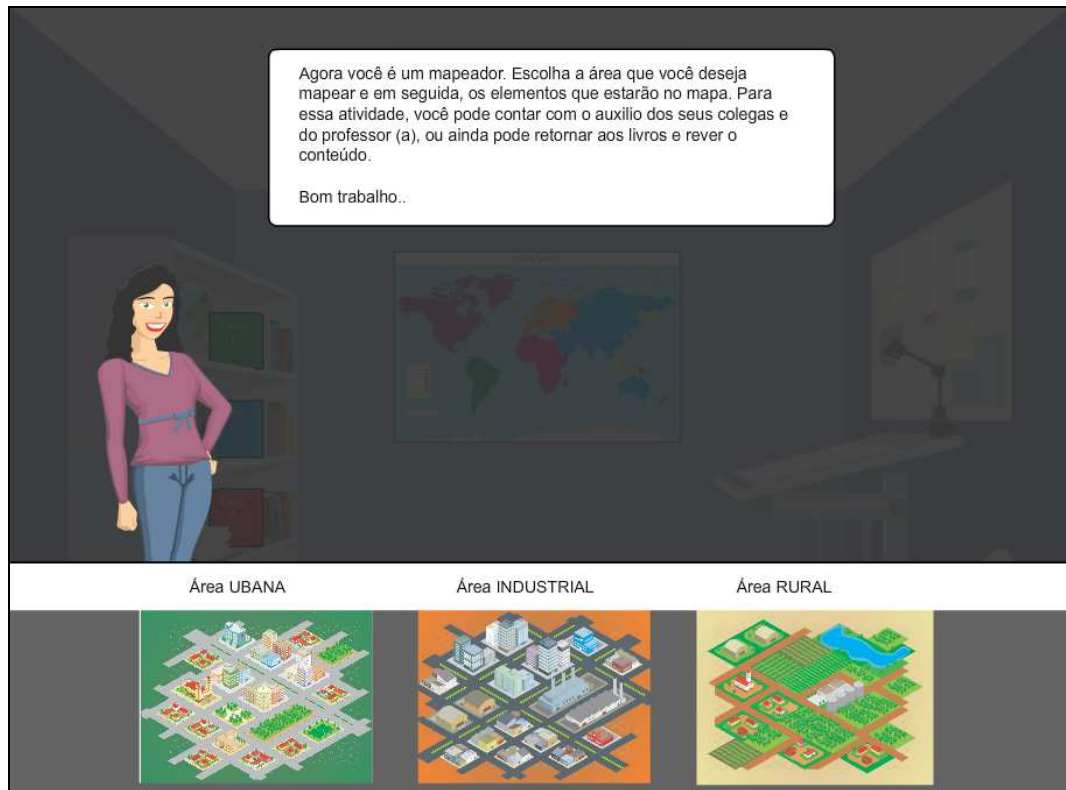 Agora você é um mapeador. Escolha a área que você deseja
mapear e em seguida, os elementos que estarão no mapa. Para
essa atividade, você pode contar com o auxilio dos seus colegas e
do professor (a), ou ainda pode retornar aos livros e rever o
conteúdo.
Bom trabalho..
Área UBANA
Área INDUSTRIAL
Área RURAL